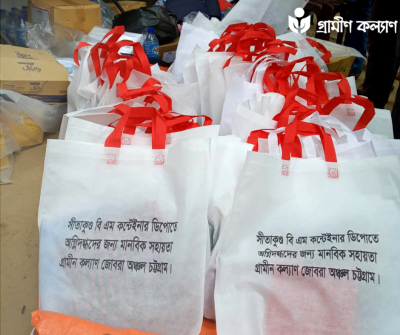 গ্রামীণ কল্যাণ
সীতাকুণ্ড বি এম কন্টেইনার ডিপোতে
অগ্নিদগ্ধদের জন্য মানবিক সহায়তা
গ্রামীন কল্যাণ জোবরা অঞ্চল চট্টগ্রাম।
সীতাকুণ্ড বি এম কন্টেইনার ডিপোতে
অগ্নিদগ্ধদের জন্য মানবিক সহায়তা
গ্রামীন কল্যাণ জোবরা অঞ্চল চট্টগ্রাম।